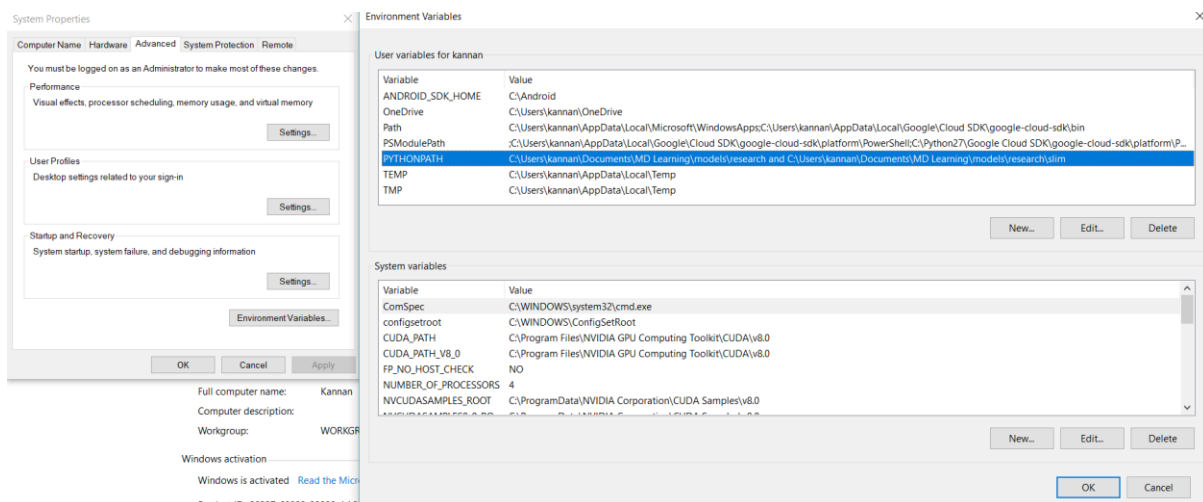 System Properties
Computer Name Hardware Advanced System Protection Remote
You must be logged on as an Administrator to make most of these changes.
Performance
Visual effects, processor scheduling, memory usage, and virtual memory
Settings...
User Profiles
Desktop settings related to your sign-in
Settings...
Startup and Recovery
System startup, system failure, and debugging information
Settings...
Environment Variables...
OK Cancel Apply
Full computer name: Kannan
Computer description:
Workgroup: WORKGR
Windows activation
Windows is activated Read the Micr
Environment Variables
User variables for kannan
Variable Value
ANDROID_SDK_HOME C:\Android
OneDrive C:\Users\kannan\OneDrive
Path C:\Users\kannan\AppData\Local\Microsoft\WindowsApps;C:\Users\kannan\AppData\Local\Google\Cloud SDK\google-cloud-sdk\bin
PSModulePath ;C:\Users\kannan\AppData\Local\Google\Cloud SDK\google-cloud-sdk\platform\PowerShell;C:\Python27\Google Cloud SDK\google-cloud-sdk\platform\P...
PYTHONPATH C:\Users\kannan\Documents\MD Learning\models\research and C:\Users\kannan\Documents\MD Learning\models\research\slim
TEMP C:\Users\kannan\AppData\Local\Temp
TMP C:\Users\kannan\AppData\Local\Temp
New... Edit... Delete
System variables
Variable Value
ComSpec C:\WINDOWS\system32\cmd.exe
configsetroot C:\WINDOWS\ConfigSetRoot
CUDA_PATH C:\Program Files\NVIDIA GPU Computing Toolkit\CUDA\v8.0
CUDA_PATH_V8_0 C:\Program Files\NVIDIA GPU Computing Toolkit\CUDA\v8.0
FP_NO_HOST_CHECK NO
NUMBER_OF_PROCESSORS 4
NVCUDASAMPLES_ROOT C:\ProgramData\NVIDIA Corporation\CUDA Samples\v8.0
New... Edit... Delete
OK Cancel